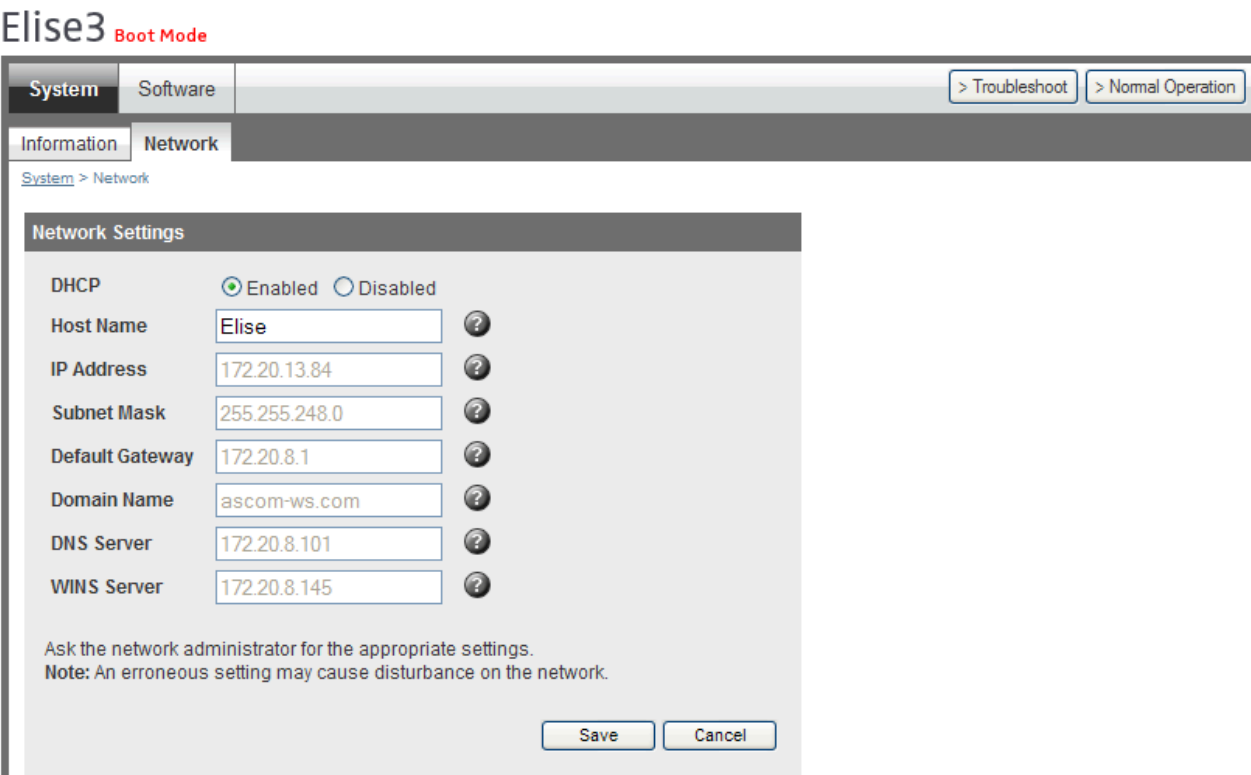 Elise3 Boot Mode
System Software > Troubleshoot > Normal Operation
Information Network
System > Network
Network Settings
DHCP Enabled Disabled
Host Name Elise ?
IP Address 172.20.13.84 ?
Subnet Mask 255.255.248.0 ?
Default Gateway 172.20.8.1 ?
Domain Name ascom-ws.com ?
DNS Server 172.20.8.101 ?
WINS Server 172.20.8.145 ?
Ask the network administrator for the appropriate settings.
Note: An erroneous setting may cause disturbance on the network.
Save Cancel